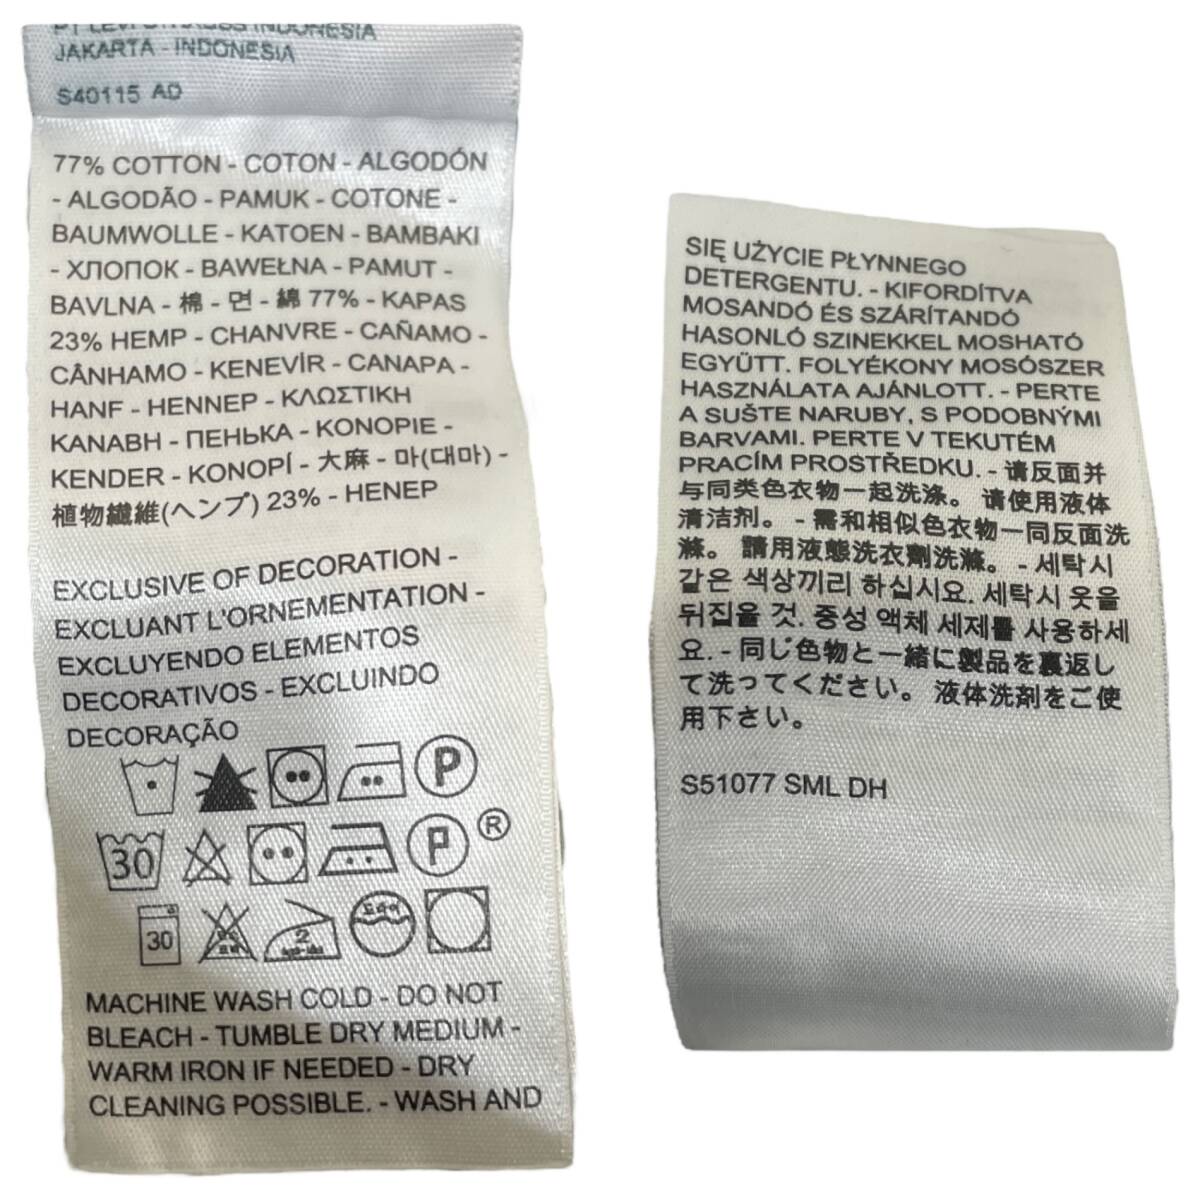 PT LEVI STRAUSS INDONESIA
JAKARTA - INDONESIA
S40115 AD
77% COTTON - COTON - ALGODÓN
- ALGODÃO - PAMUK - COTONE -
BAUMWOLLE - KATOEN - BAMBAKI
- ХЛОПОК - BAWEŁNA - PAMUT -
BAVLNA - 棉 - 면 - 綿 77% - KAPAS
23% HEMP - CHANVRE - CAÑAMO -
CÂNHAMO - KENEVİR - CANAPA -
HANF - HENNEP - ΚΛΩΣΤΙΚΗ
ΚΑΝΑΒΗ - ПЕНЬКА - KONOPIE -
KENDER - KONOPÍ - 大麻 - 마(대마) -
植物繊維(ヘンプ) 23% - HENEP
EXCLUSIVE OF DECORATION -
EXCLUANT L'ORNEMENTATION -
EXCLUYENDO ELEMENTOS
DECORATIVOS - EXCLUINDO
DECORAÇÃO
P
30 P ®
30 2 드라이
MACHINE WASH COLD - DO NOT
BLEACH - TUMBLE DRY MEDIUM -
WARM IRON IF NEEDED - DRY
CLEANING POSSIBLE. - WASH AND
SIĘ UŻYCIE PŁYNNEGO
DETERGENTU. - KIFORDÍTVA
MOSANDÓ ÉS SZÁRÍTANDÓ
HASONLÓ SZINEKKEL MOSHATÓ
EGYÜTT. FOLYÉKONY MOSÓSZER
HASZNÁLATA AJÁNLOTT. - PERTE
A SUŠTE NARUBY, S PODOBNÝMI
BARVAMI. PERTE V TEKUTÉM
PRACÍM PROSTŘEDKU. - 请反面并
与同类色衣物一起洗涤。 请使用液体
清洁剂。 - 需和相似色衣物一同反面洗
滌。 請用液態洗衣劑洗滌。 - 세탁시
같은 색상끼리 하십시요. 세탁시 옷을
뒤집을 것. 중성 액체 세제를 사용하세
요. - 同じ色物と一緒に製品を裏返し
て洗ってください。 液体洗剤をご使
用下さい。
S51077 SML DH